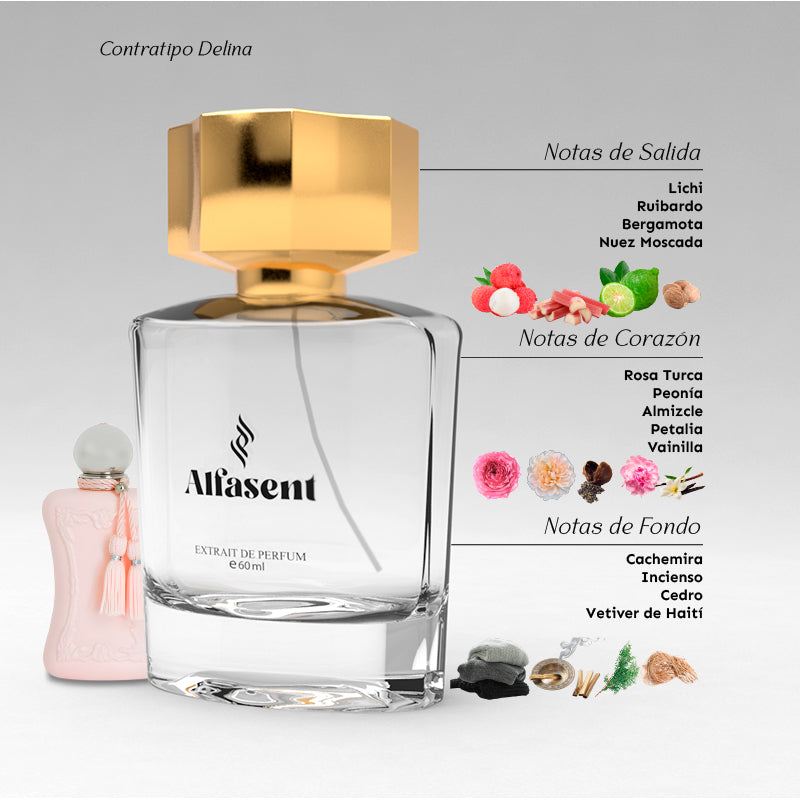 Contratipo Delina
Notas de Salida
Lichi
Ruibardo
Bergamota
Nuez Moscada
Notas de Corazón
Rosa Turca
Peonía
Almizcle
Petalia
Vainilla
Alfasent
EXTRAIT DE PERFUM
e60ml
Notas de Fondo
Cachemira
Incienso
Cedro
Vetiver de Haití